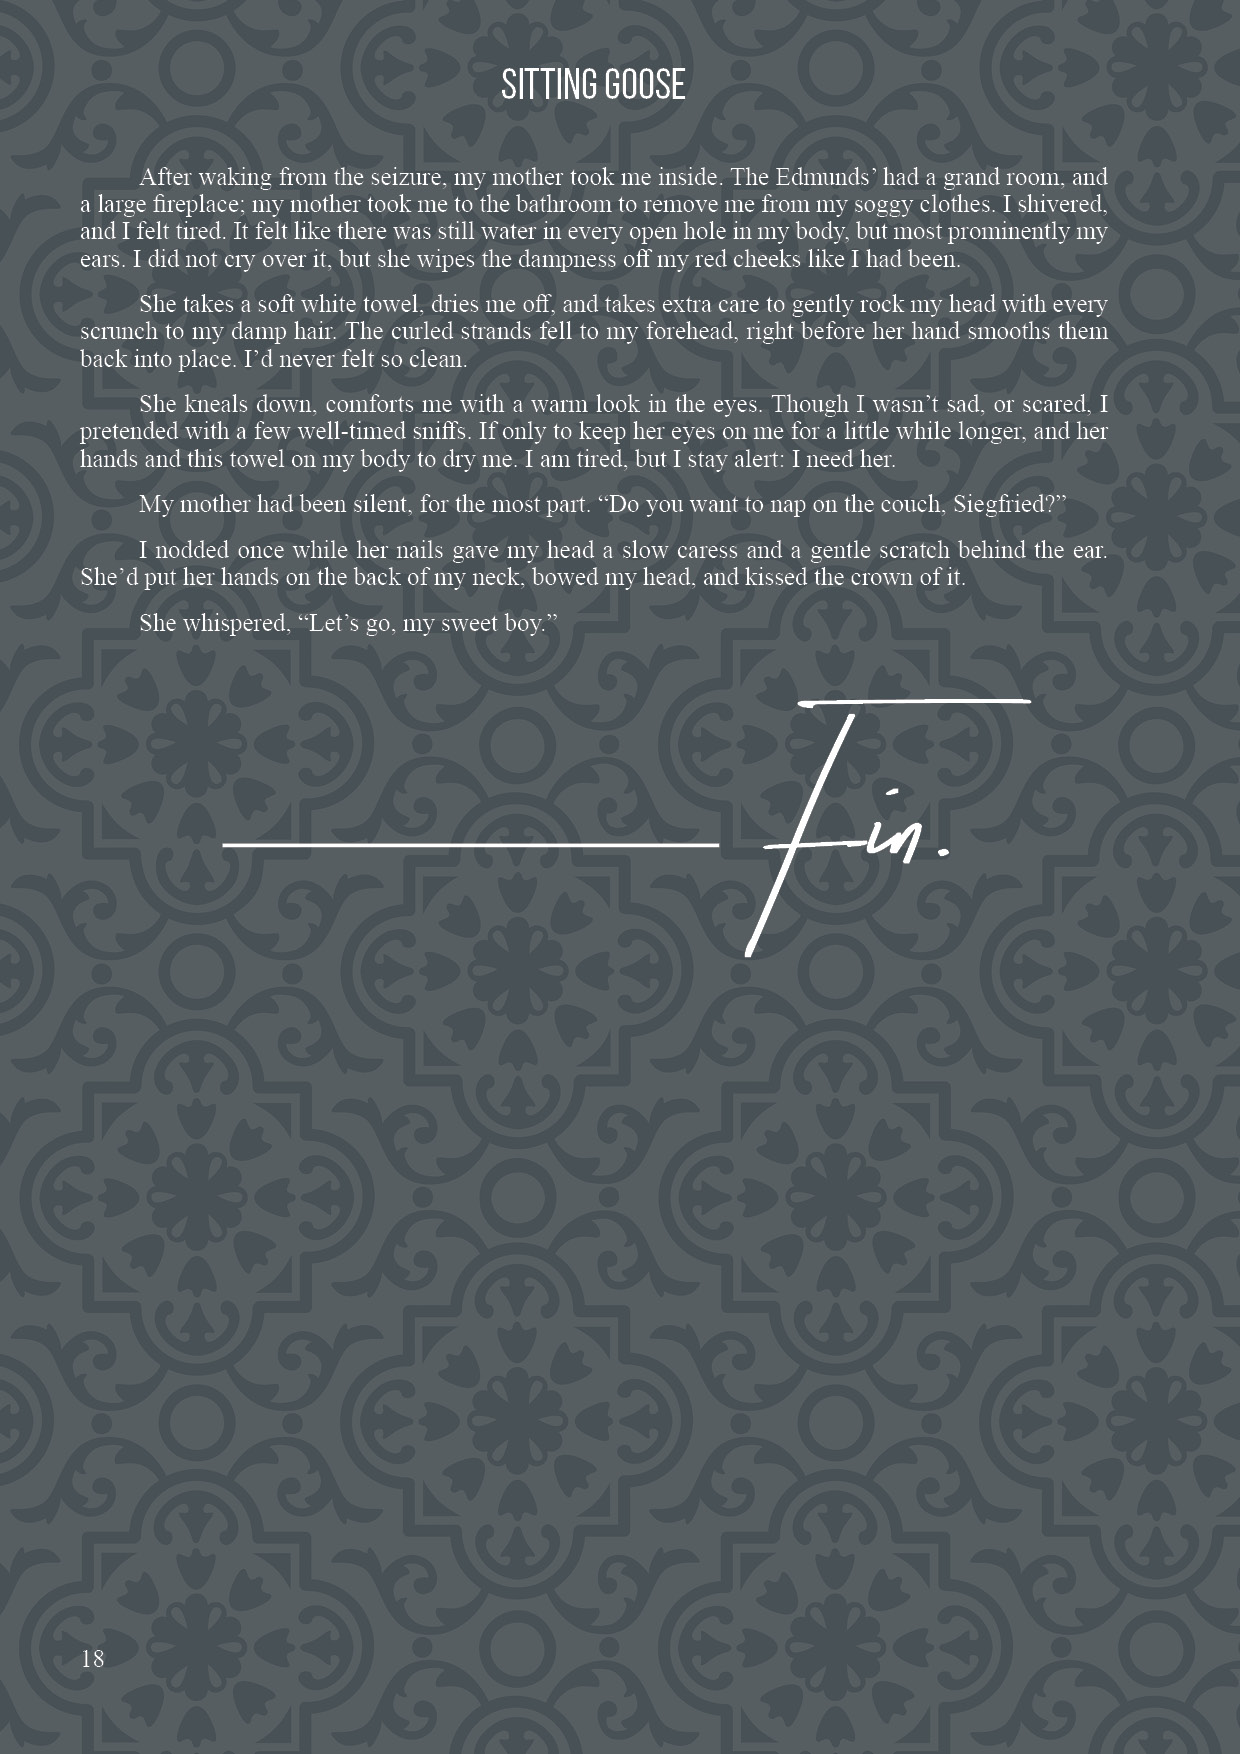 SITTING GOOSE
After waking from the seizure, my mother took me inside. The Edmunds’ had a grand room, and
a large fireplace; my mother took me to the bathroom to remove me from my soggy clothes. I shivered,
and I felt tired. It felt like there was still water in every open hole in my body, but most prominently my
ears. I did not cry over it, but she wipes the dampness off my red cheeks like I had been.
She takes a soft white towel, dries me off, and takes extra care to gently rock my head with every
scrunch to my damp hair. The curled strands fell to my forehead, right before her hand smooths them
back into place. I’d never felt so clean.
She kneals down, comforts me with a warm look in the eyes. Though I wasn’t sad, or scared, I
pretended with a few well-timed sniffs. If only to keep her eyes on me for a little while longer, and her
hands and this towel on my body to dry me. I am tired, but I stay alert: I need her.
My mother had been silent, for the most part. “Do you want to nap on the couch, Siegfried?”
I nodded once while her nails gave my head a slow caress and a gentle scratch behind the ear.
She’d put her hands on the back of my neck, bowed my head, and kissed the crown of it.
She whispered, “Let’s go, my sweet boy.”
Fin.
18